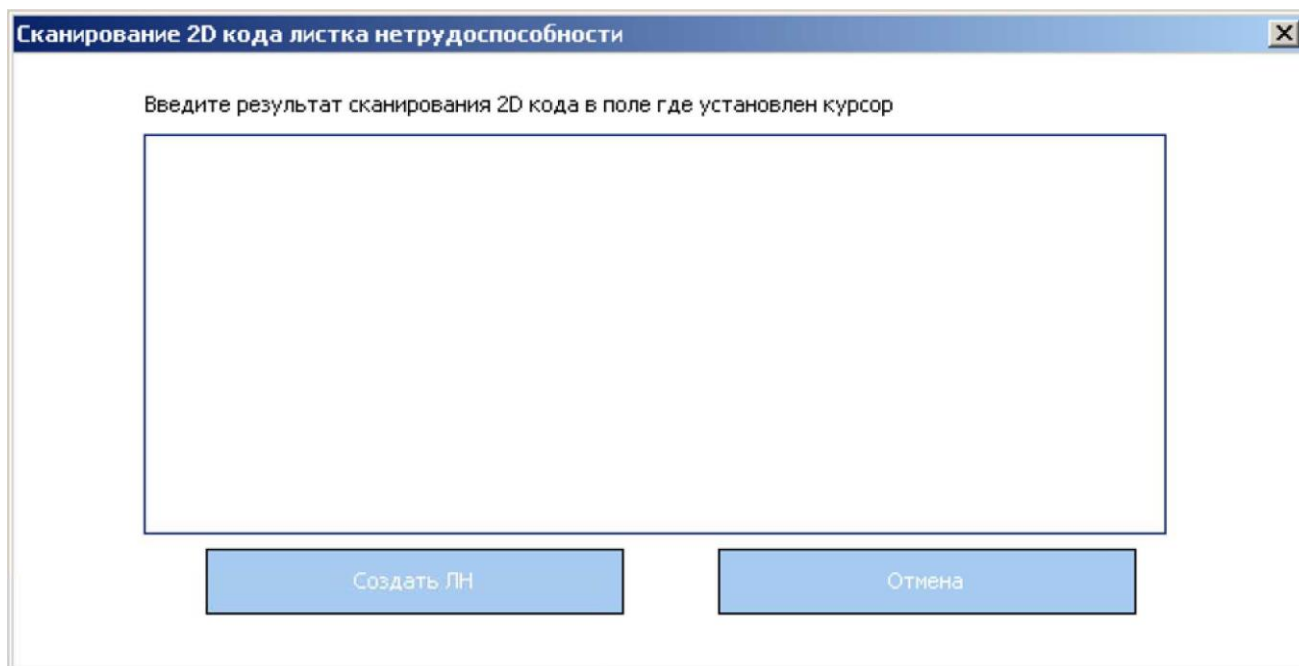 Сканирование 2D кода листка нетрудоспособности
Введите результат сканирования 2D кода в поле где установлен курсор
Создать ЛН
Отмена